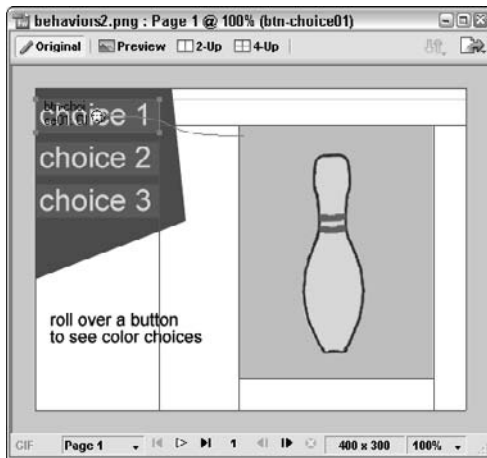 behaviors2.png : Page 1 @ 100% (btn-choice01)
Original Preview 2-Up 4-Up
choice 1
choice 2
choice 3
roll over a button
to see color choices
GIF Page 1 1 400 x 300 100%